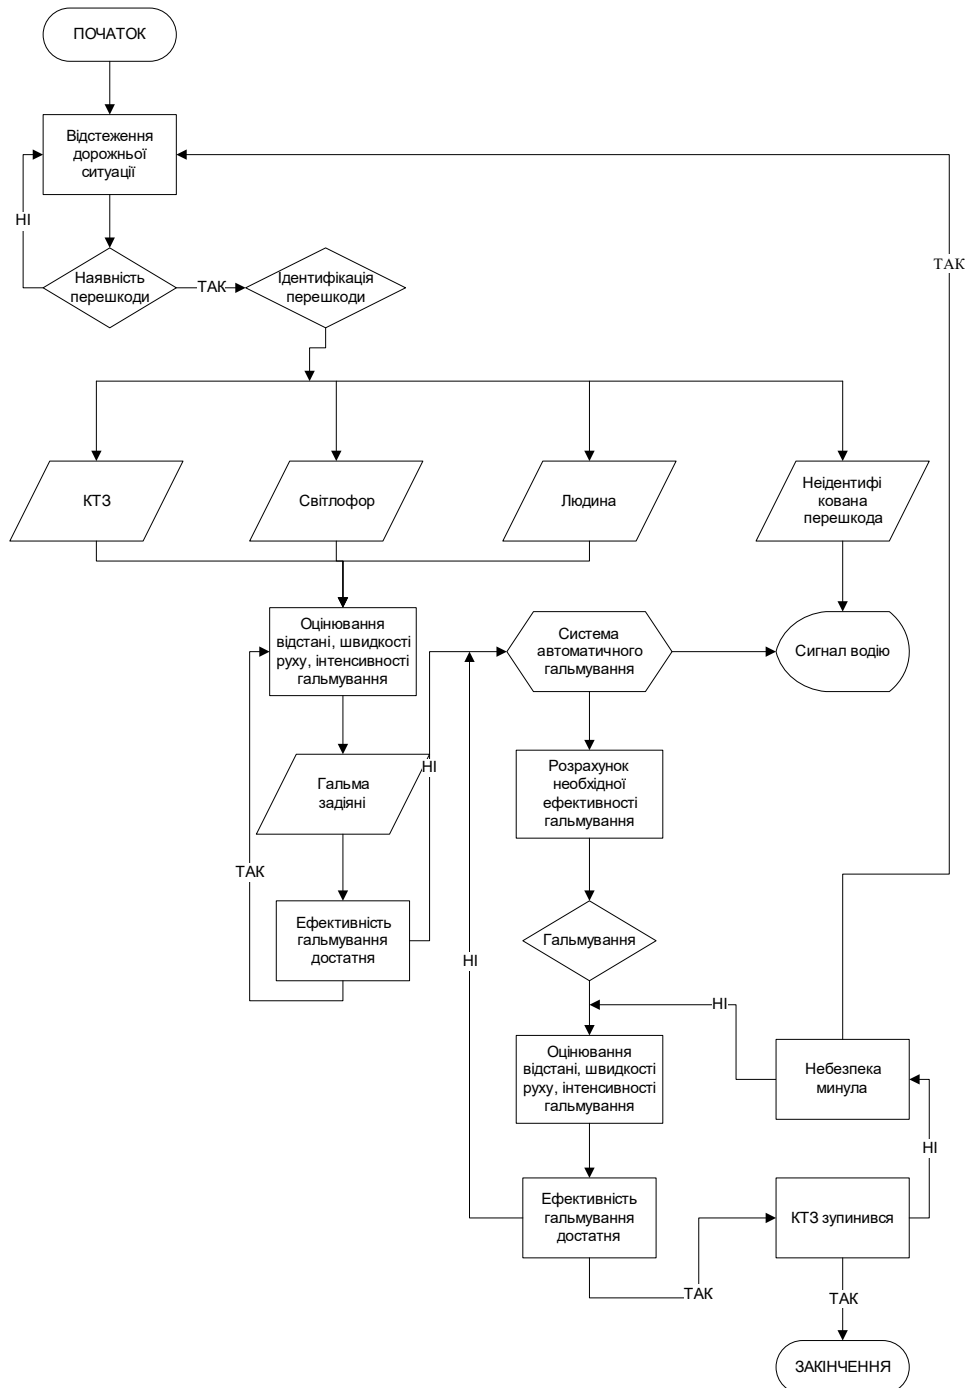 ПОЧАТОК
Відстеження
дорожньої
ситуації
НІ
Наявність
перешкоди
ТАК
Ідентифікація
перешкоди
ТАК
КТЗ
Світлофор
Людина
Неідентифі
кована
перешкода
Оцінювання
відстані, швидкості
руху, інтенсивності
гальмування
Система
автоматичного
гальмування
Сигнал водію
Гальма
задіяні
НІ
Розрахунок
необхідної
ефективності
гальмування
ТАК
Ефективність
гальмування
достатня
Гальмування
НІ
НІ
Оцінювання
відстані, швидкості
руху, інтенсивності
гальмування
Небезпека
минула
НІ
Ефективність
гальмування
достатня
КТЗ зупинився
ТАК
ТАК
ЗАКІНЧЕННЯ